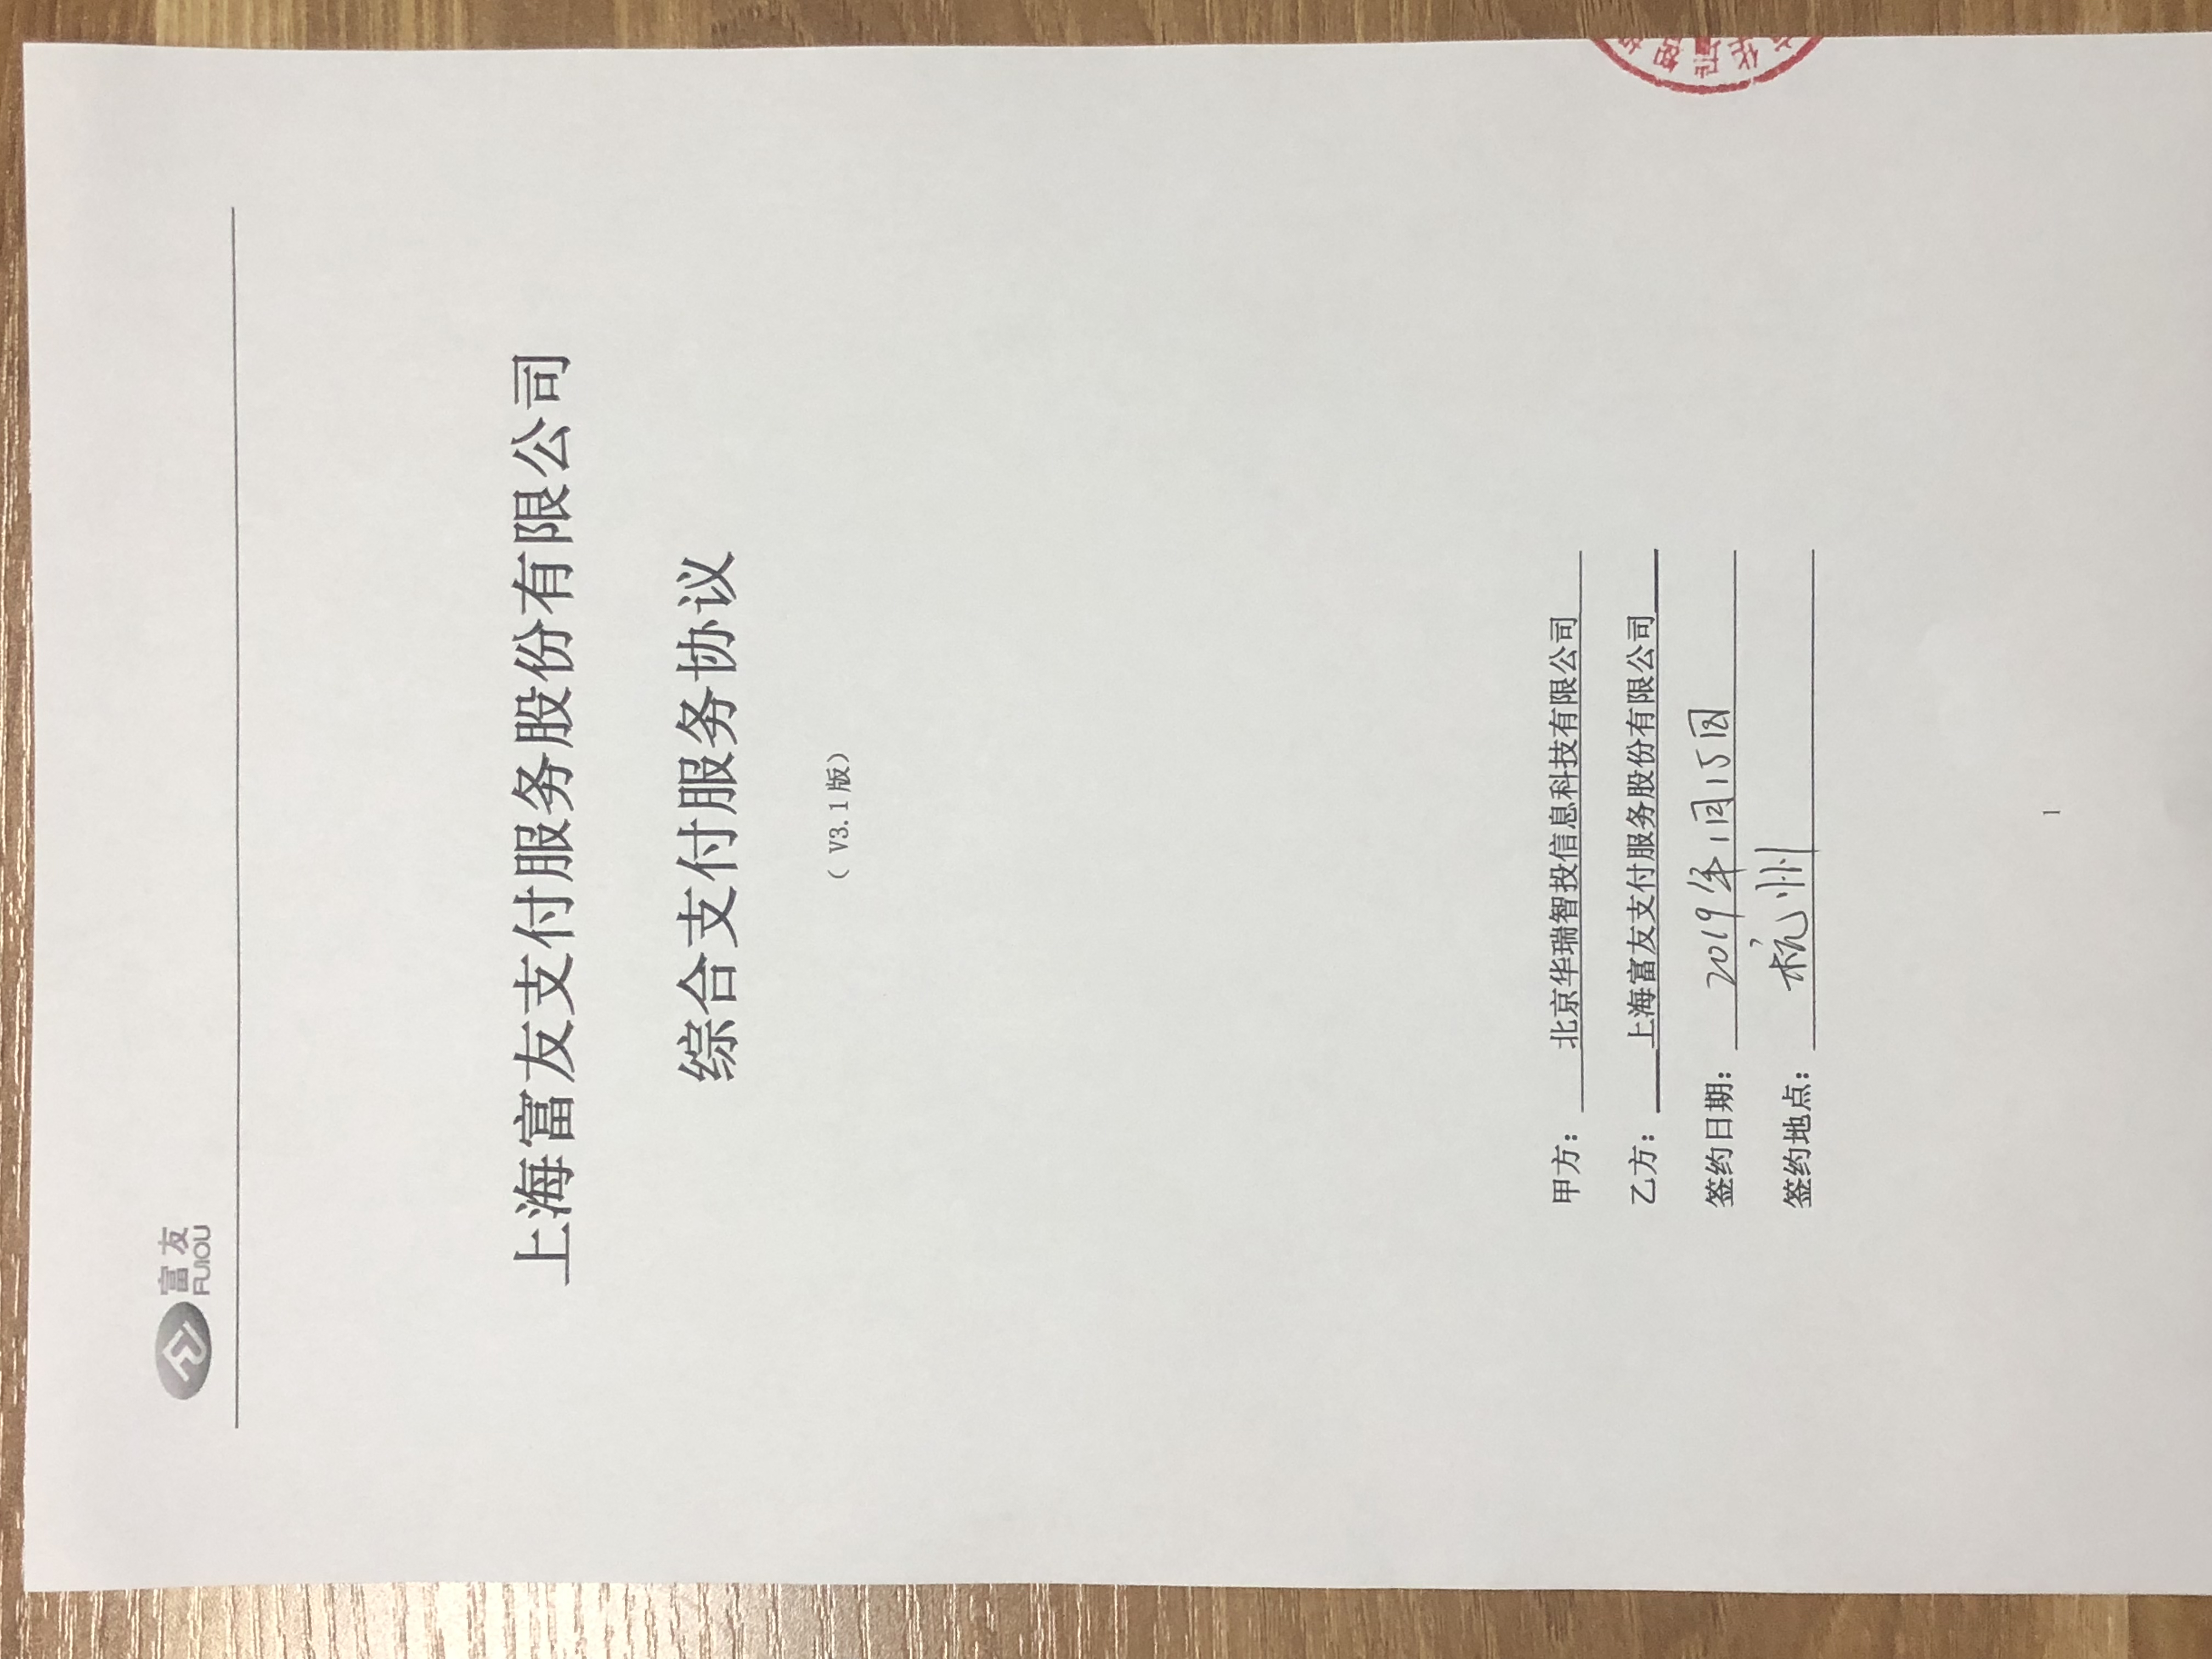 富友
FUIOU
上海富友支付服务股份有限公司
综合支付服务协议
（ V3.1版）
甲方： 北京华瑞智投信息科技有限公司
乙方： 上海富友支付服务股份有限公司
签约日期： 2019年1月15日
签约地点： 杭州
华瑞智
1